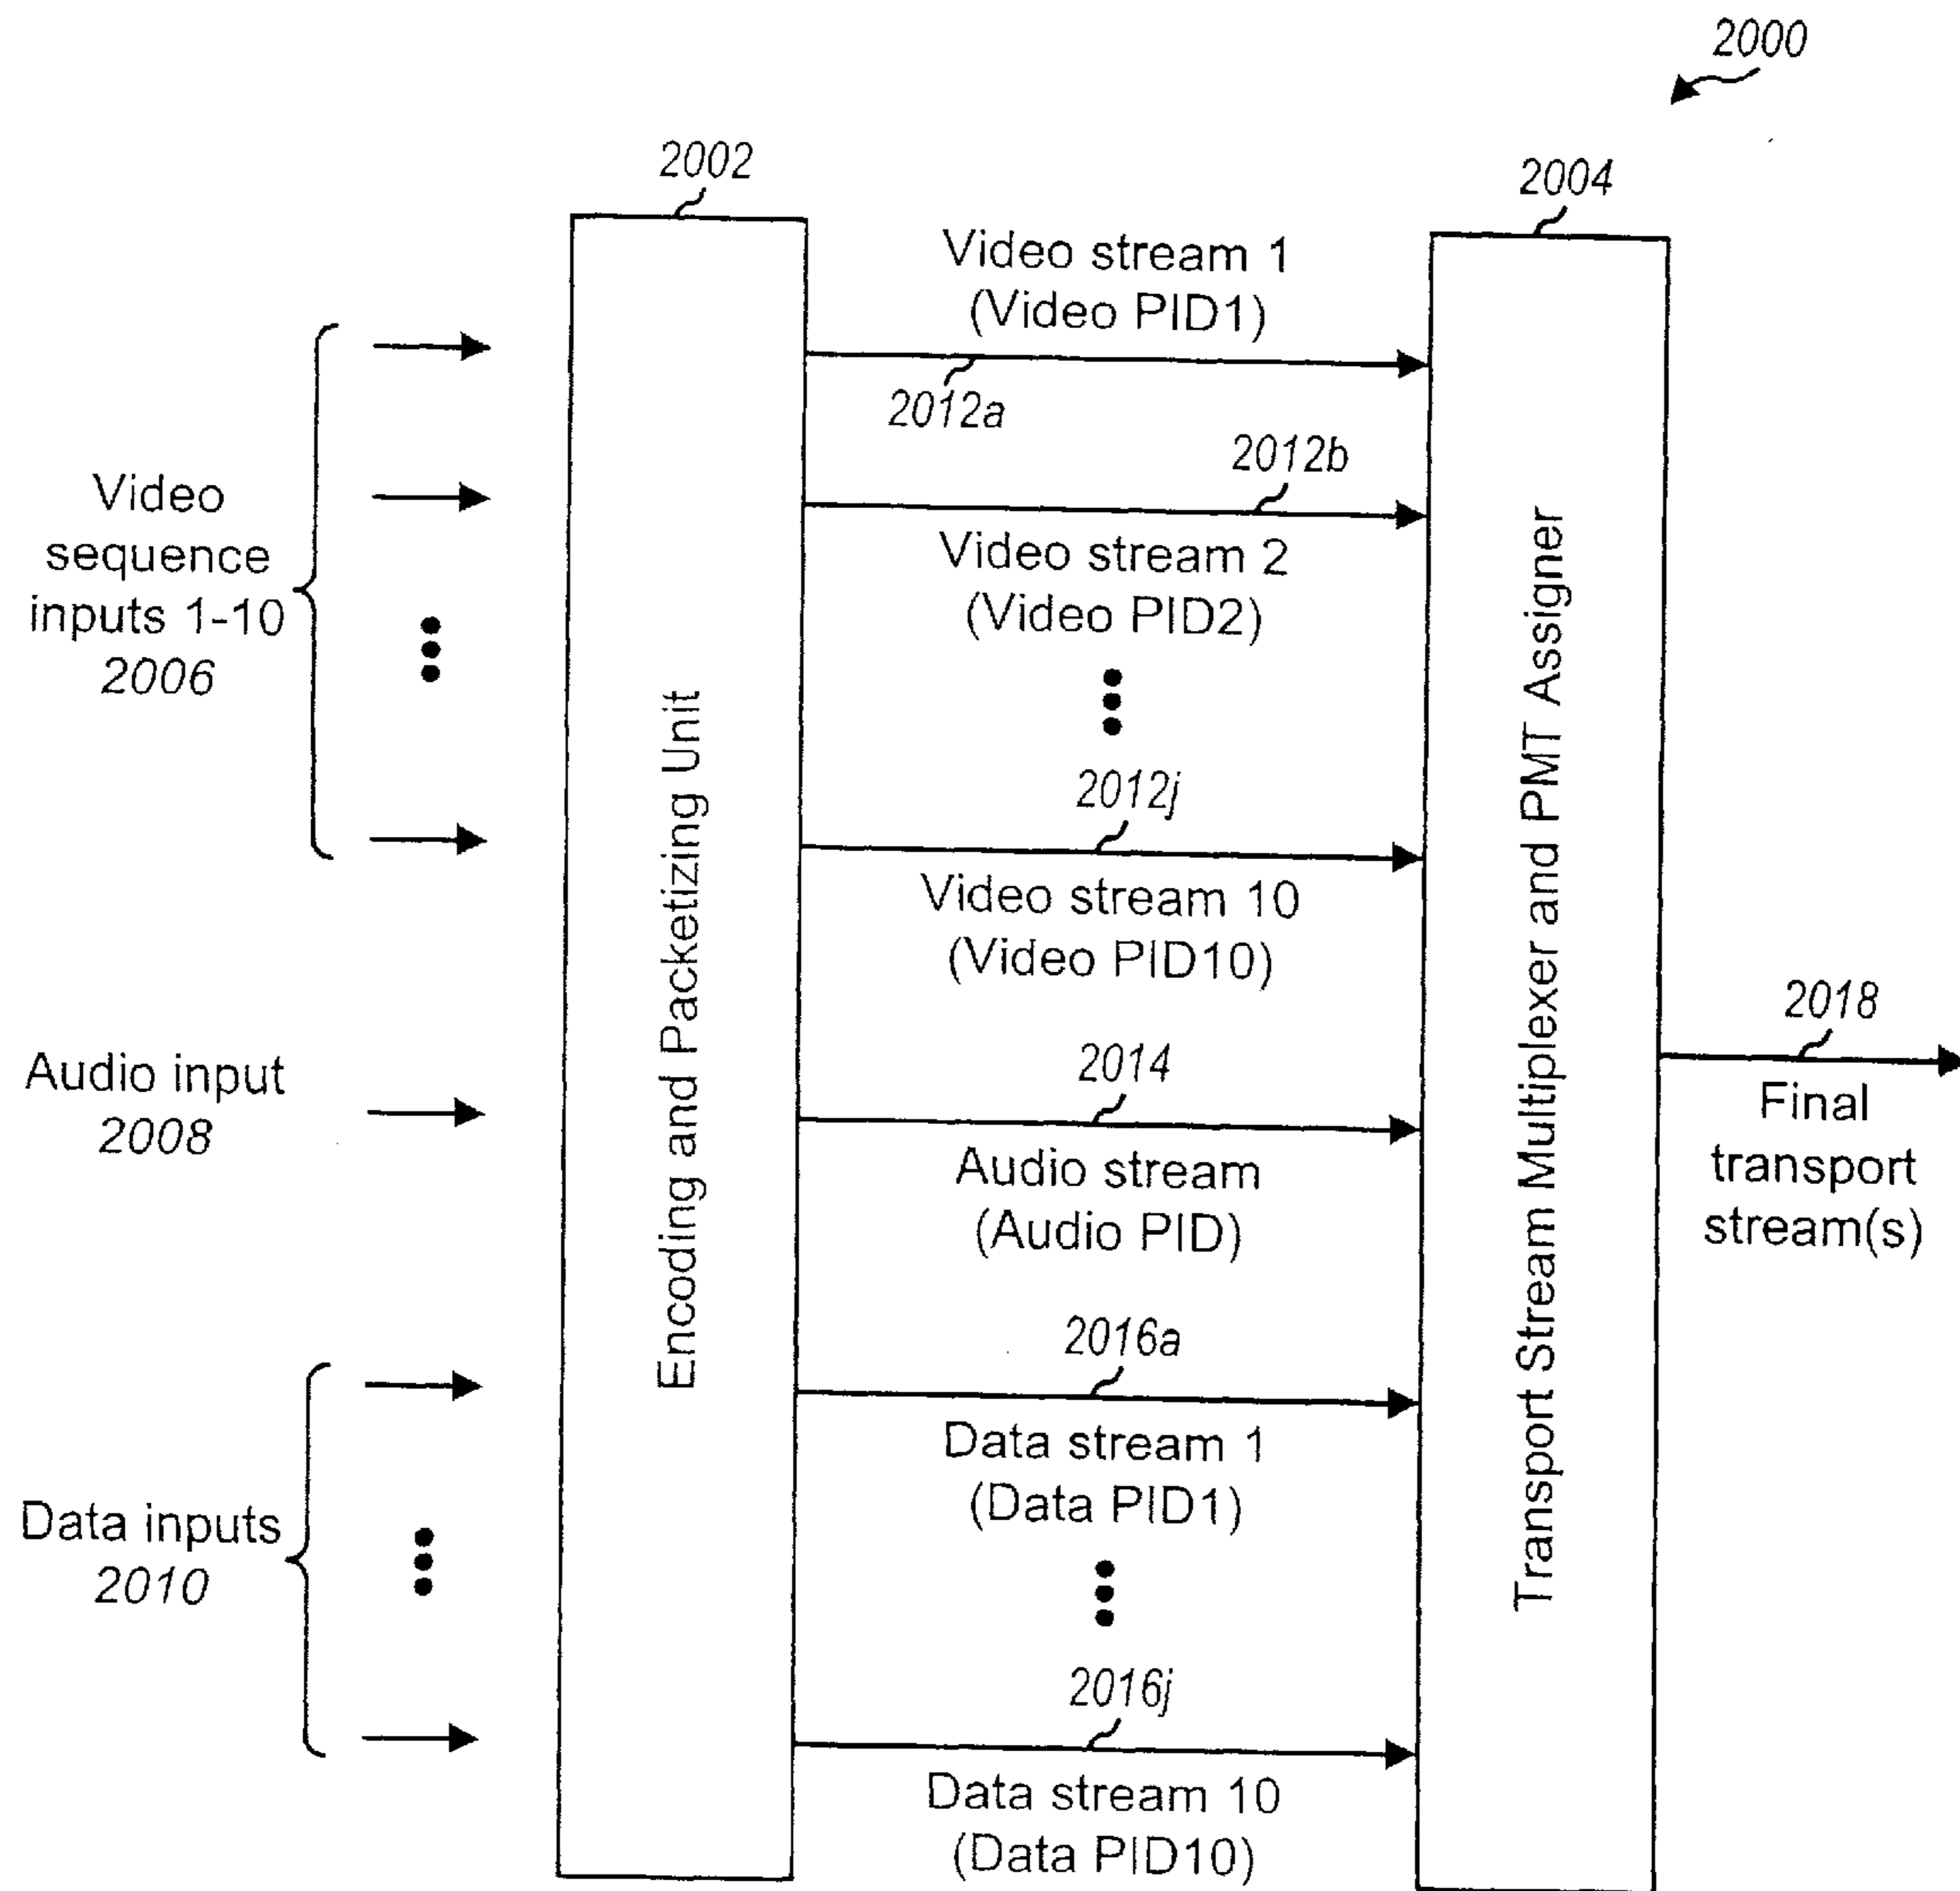 2000
2002
2004
Video
sequence
inputs 1-10
2006
Audio input
2008
Data inputs
2010
Encoding and Packetizing Unit
Video stream 1
(Video PID1)
2012a
2012b
Video stream 2
(Video PID2)
2012j
Video stream 10
(Video PID10)
2014
Audio stream
(Audio PID)
2016a
Data stream 1
(Data PID1)
2016j
Data stream 10
(Data PID10)
Transport Stream Multiplexer and PMT Assigner
2018
Final
transport
stream(s)